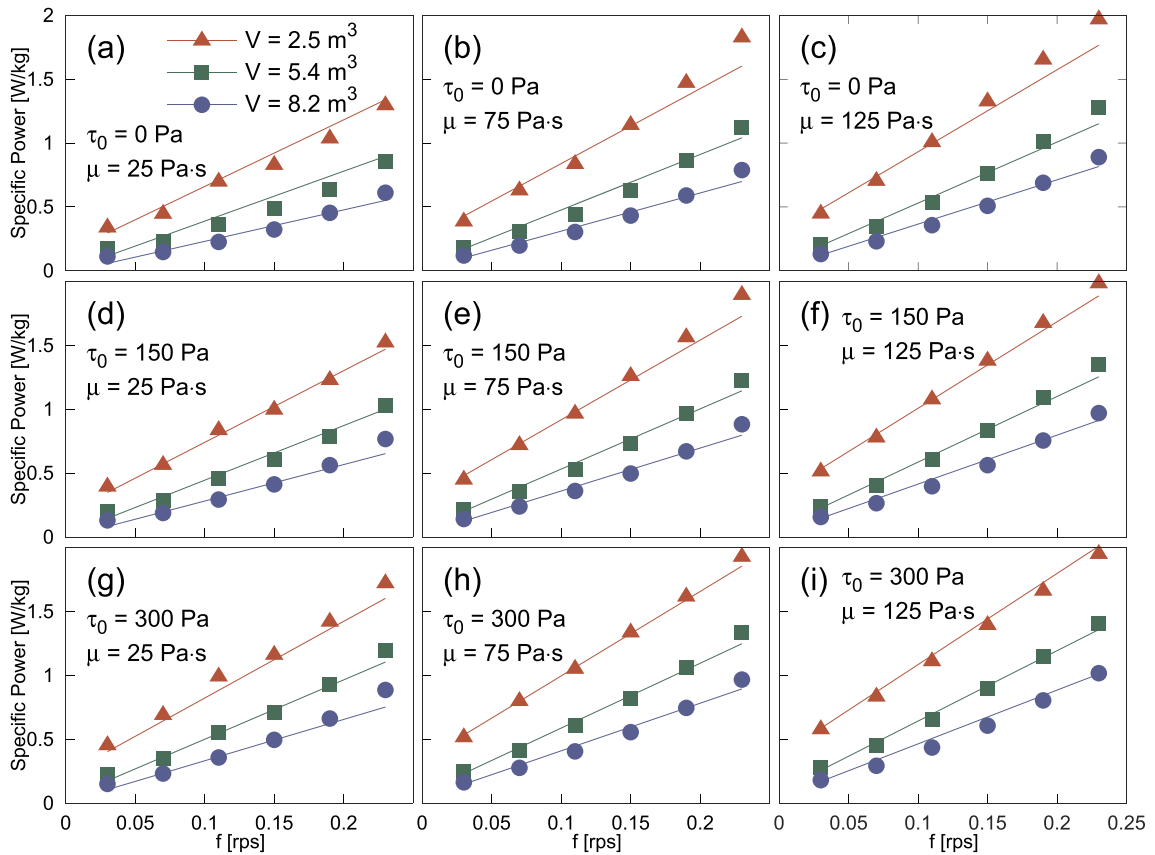 2
1.5
1
0.5
0
Specific Power [W/kg]
(a)
V = 2.5 m³
V = 5.4 m³
V = 8.2 m³
τ₀ = 0 Pa
μ = 25 Pa·s
(b)
τ₀ = 0 Pa
μ = 75 Pa·s
(c)
τ₀ = 0 Pa
μ = 125 Pa·s
1.5
1
0.5
0
Specific Power [W/kg]
(d)
τ₀ = 150 Pa
μ = 25 Pa·s
(e)
τ₀ = 150 Pa
μ = 75 Pa·s
(f)
τ₀ = 150 Pa
μ = 125 Pa·s
1.5
1
0.5
0
Specific Power [W/kg]
(g)
τ₀ = 300 Pa
μ = 25 Pa·s
(h)
τ₀ = 300 Pa
μ = 75 Pa·s
(i)
τ₀ = 300 Pa
μ = 125 Pa·s
0 0.05 0.1 0.15 0.2
0 0.05 0.1 0.15 0.2
0 0.05 0.1 0.15 0.2 0.25
f [rps]
f [rps]
f [rps]